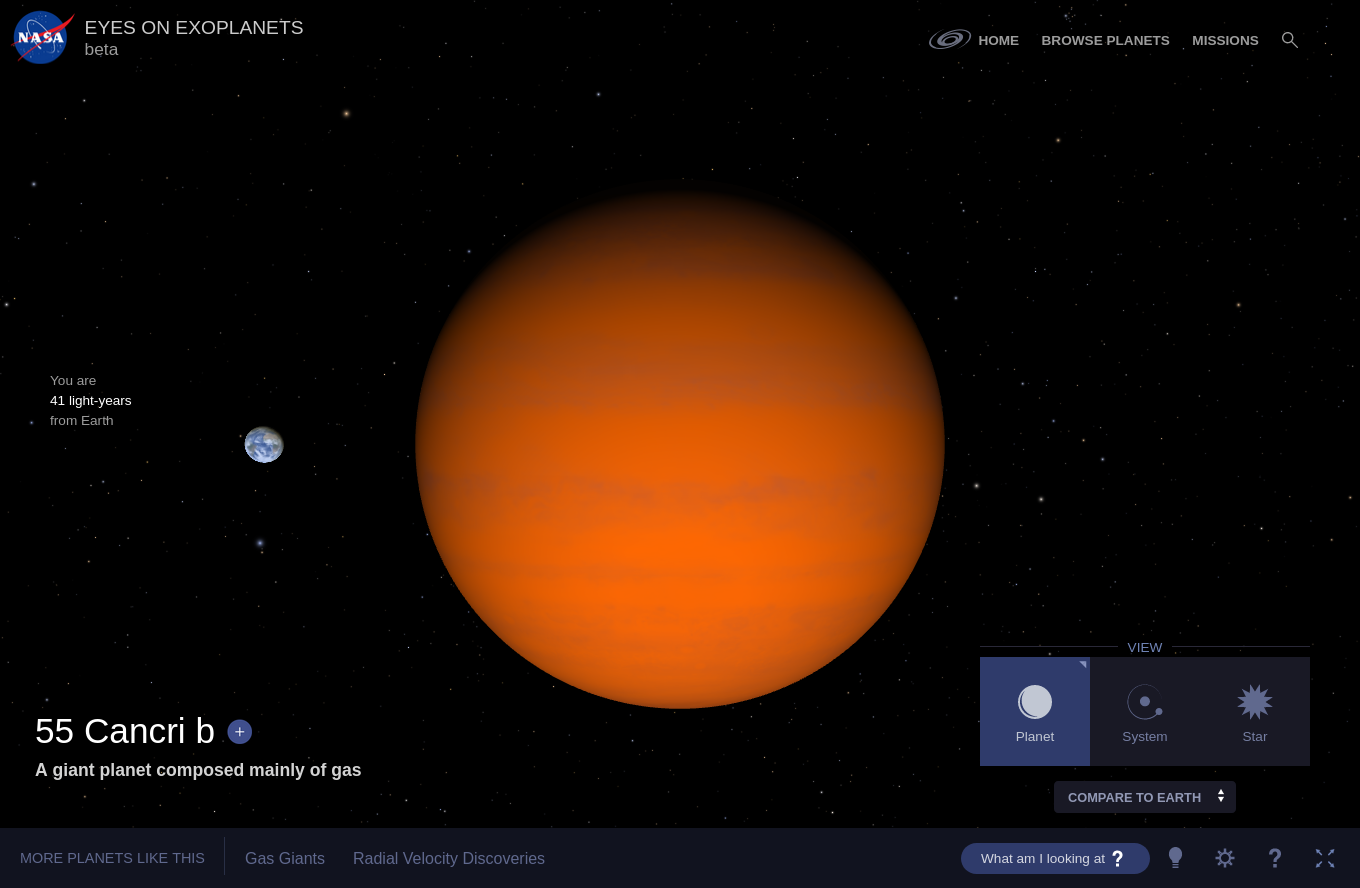 NASA
EYES ON EXOPLANETS
beta
HOME
BROWSE PLANETS
MISSIONS
You are
41 light-years
from Earth
VIEW
Planet
System
Star
55 Cancri b +
A giant planet composed mainly of gas
COMPARE TO EARTH
MORE PLANETS LIKE THIS
Gas Giants
Radial Velocity Discoveries
What am I looking at ?
?